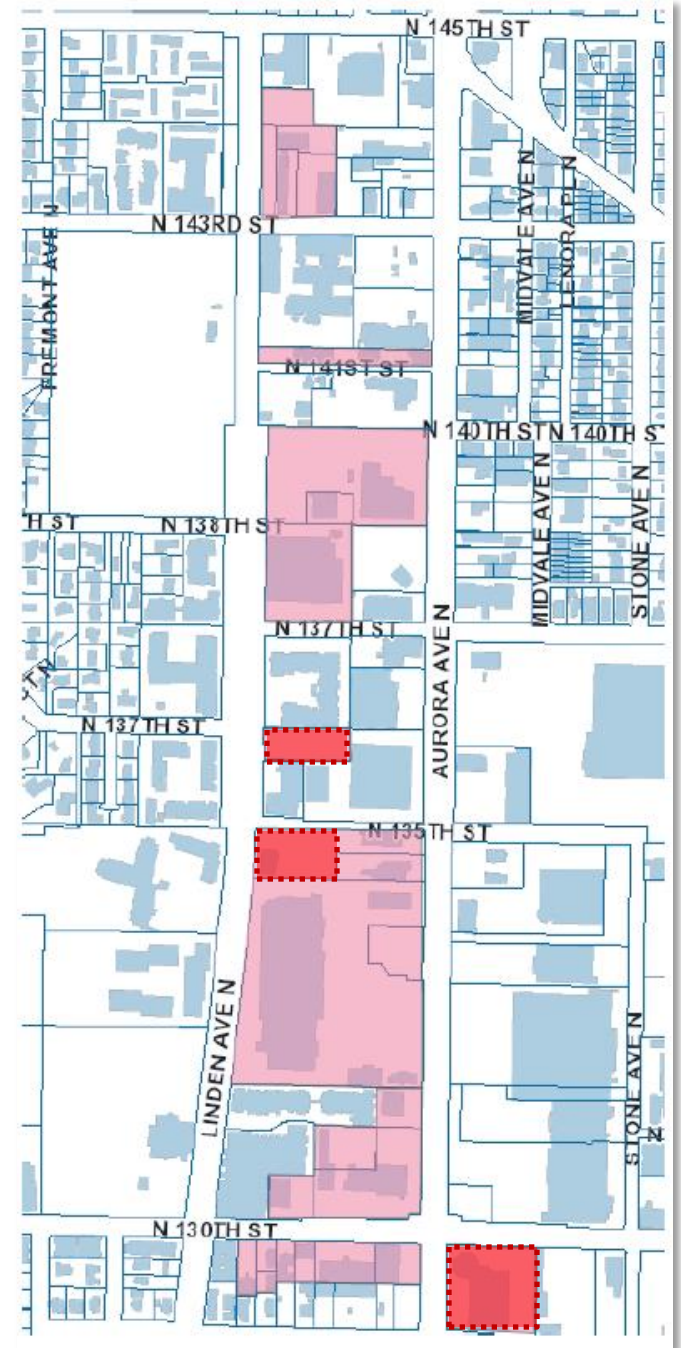 N 145TH ST
MIDVALE AVE N
LENORA PL N
N 143RD ST
FREMONT AVE N
N 141ST ST
N 140TH ST
N 140TH S
H ST
N 138TH ST
MIDVALE AVE N
STONE AVE N
N 137TH ST
AURORA AVE N
CT N
N 137TH ST
N 135TH ST
LINDEN AVE N
STONE AVE N
N
N 130TH ST